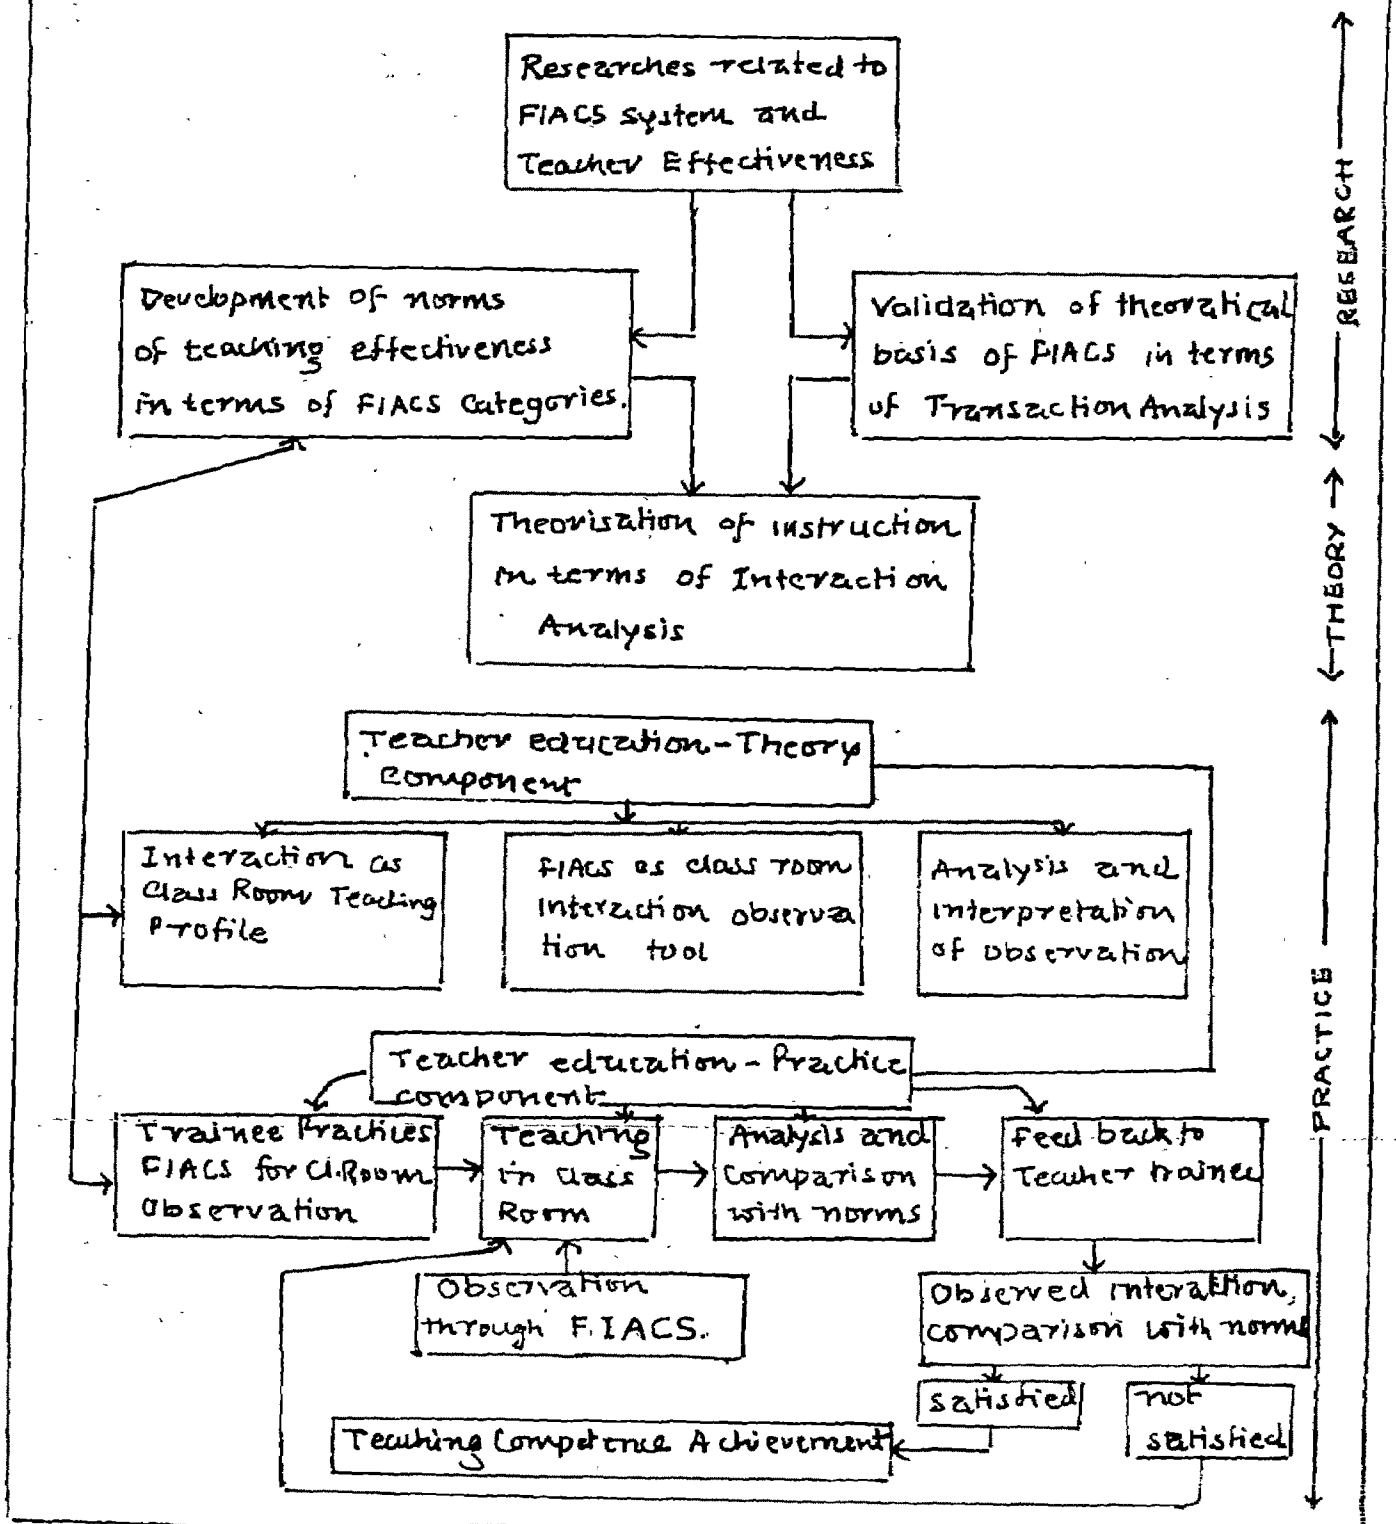 Researches related to
FIACS system and
Teacher Effectiveness
RESEARCH
Development of norms
of teaching effectiveness
in terms of FIACS Categories.
Validation of theoratical
basis of FIACS in terms
of Transaction Analysis
Theorisation of instruction
in terms of Interaction
Analysis
THEORY
Teacher education - Theory
component
Interaction as
Class Room Teaching
Profile
FIACS as class room
interaction observa
tion tool
Analysis and
interpretation
of observation
PRACTICE
Teacher education - Practice
component
Trainee Practices
FIACS for Cl.Room
Observation
Teaching
in Class
Room
Analysis and
Comparison
with norms
Feed back to
Teacher trainee
Observation
through F.IACS.
Observed interaction,
comparison with norms
satisfied
not
satisfied
Teaching Competence Achievement